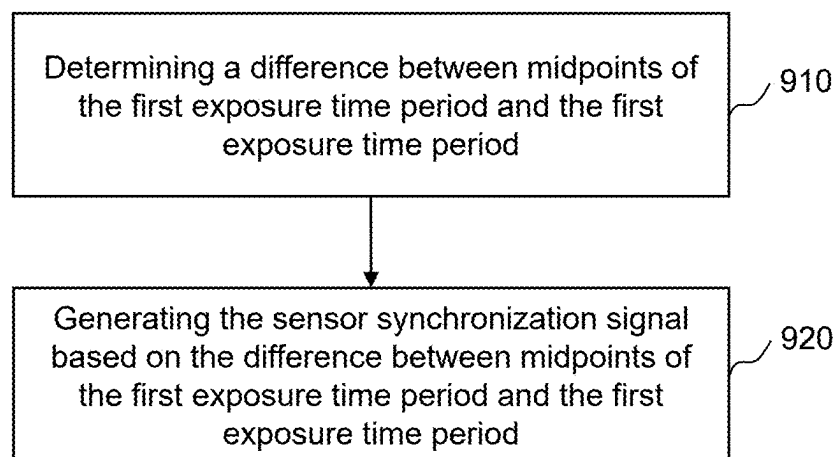 Determining a difference between midpoints of
the first exposure time period and the first
exposure time period
910
Generating the sensor synchronization signal
based on the difference between midpoints of
the first exposure time period and the first
exposure time period
920